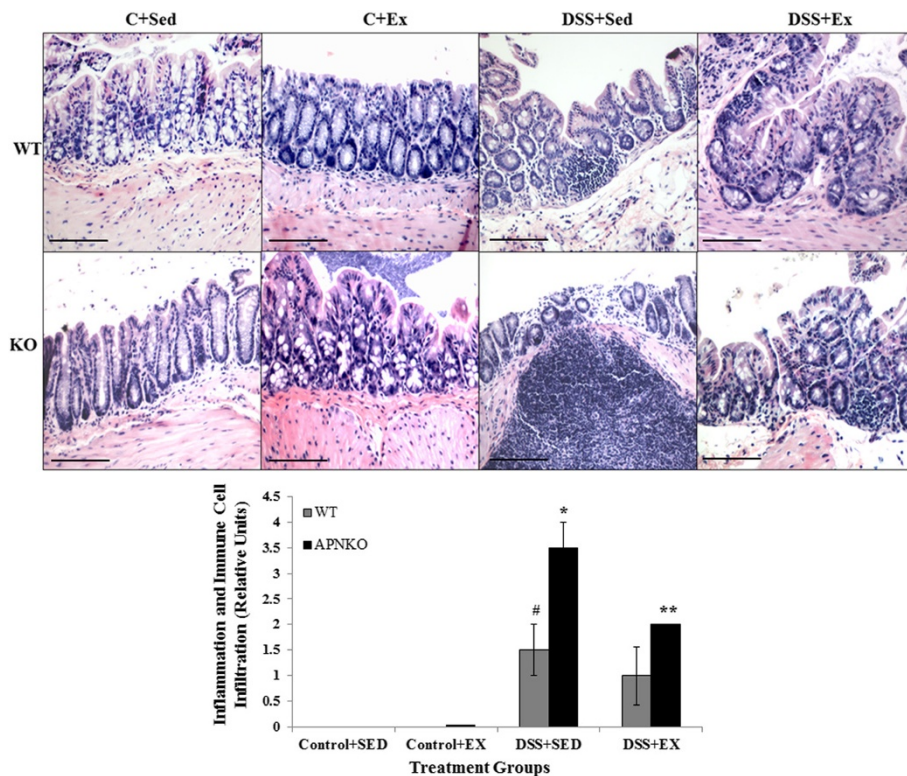 C+Sed C+Ex DSS+Sed DSS+Ex
WT
KO
Inflammation and Immune Cell
Infiltration (Relative Units)
4.5
4
3.5
3
2.5
2
1.5
1
0.5
0
WT
APNKO
#
*
**
Control+SED Control+EX DSS+SED DSS+EX
Treatment Groups